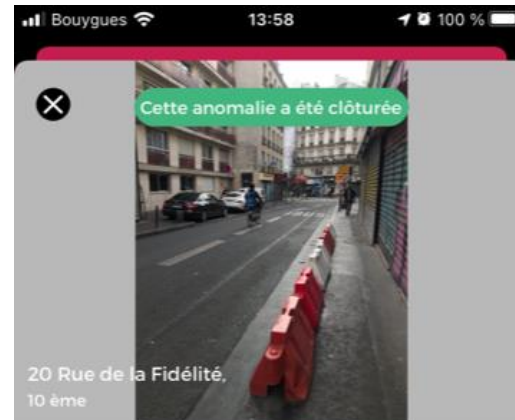 Bouygues 13:58 100 %
Cette anomalie a été clôturée
20 Rue de la Fidélité,
10 ème